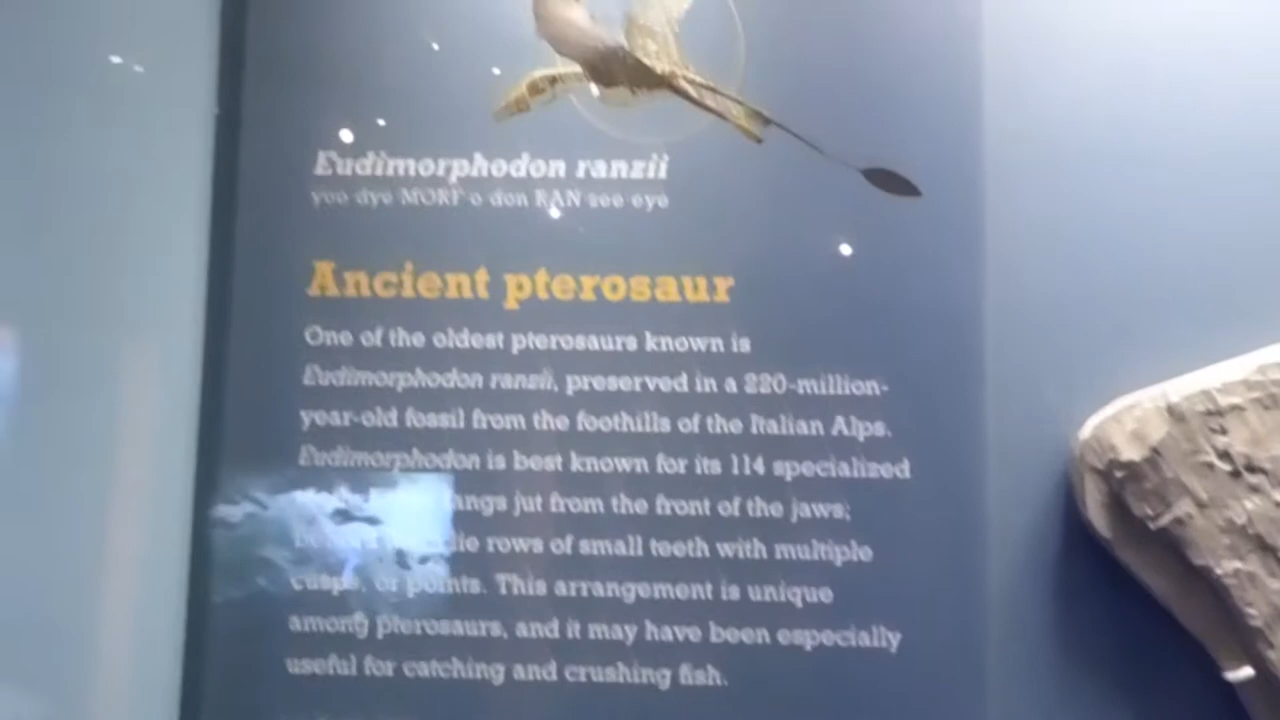 Eudimorphodon ranzii
yoo dye MORF o don RAN zee eye
Ancient pterosaur
One of the oldest pterosaurs known is
Eudimorphodon ranzii, preserved in a 220-million-
year-old fossil from the foothills of the Italian Alps.
Eudimorphodon is best known for its 114 specialized
angs jut from the front of the jaws;
lie rows of small teeth with multiple
cusps, or points. This arrangement is unique
among pterosaurs, and it may have been especially
useful for catching and crushing fish.